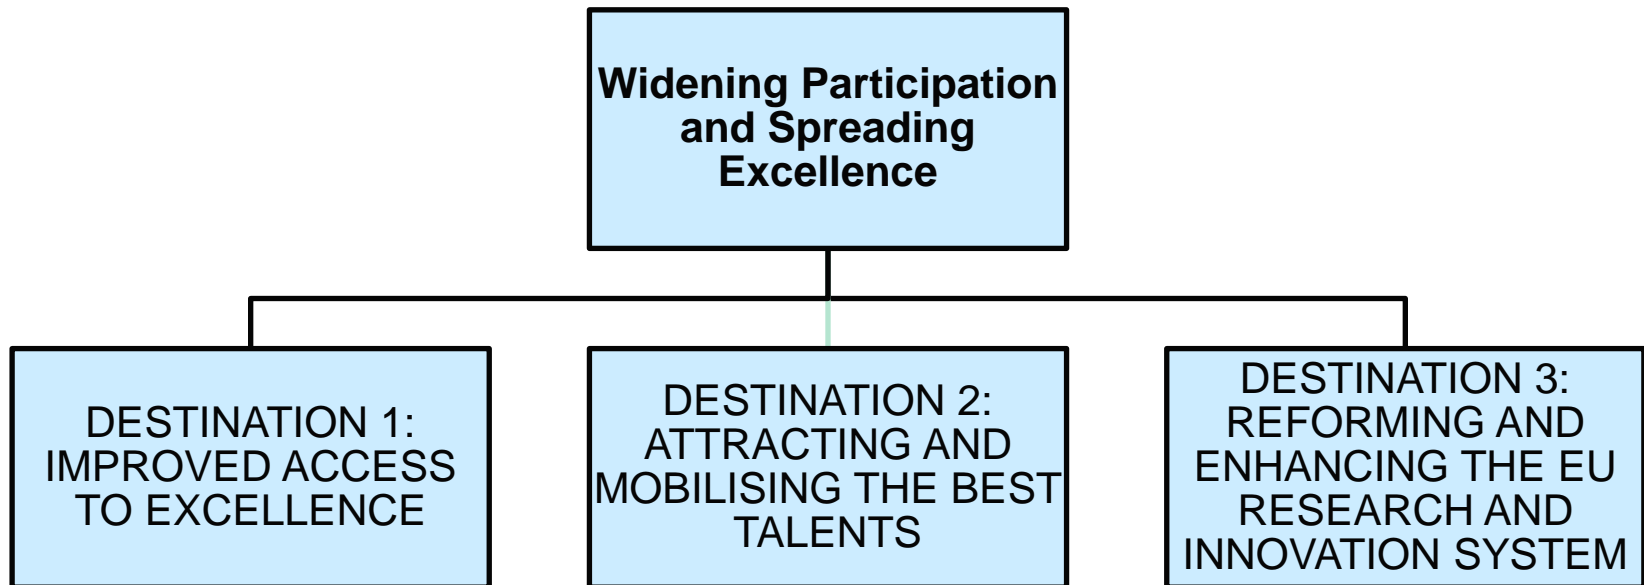 Widening Participation
and Spreading
Excellence
DESTINATION 1:
IMPROVED ACCESS
TO EXCELLENCE
DESTINATION 2:
ATTRACTING AND
MOBILISING THE BEST
TALENTS
DESTINATION 3:
REFORMING AND
ENHANCING THE EU
RESEARCH AND
INNOVATION SYSTEM